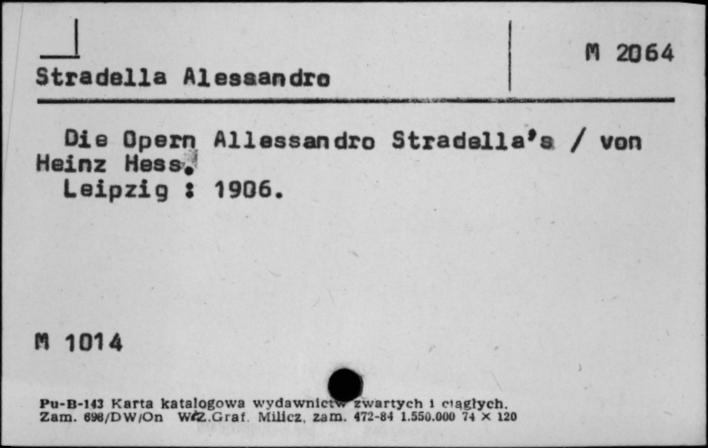 M 2064
Stradella Alessandro
Die Opern Allessandro Stradella's / von
Heinz Hess.
Leipzig : 1906.
M 1014
Pu-B-143 Karta katalogowa wydawnictw zwartych i ciągłych.
Zam. 698/DW/On WZ.Graf. Milicz, zam. 472-84 1.550.000 74 × 120